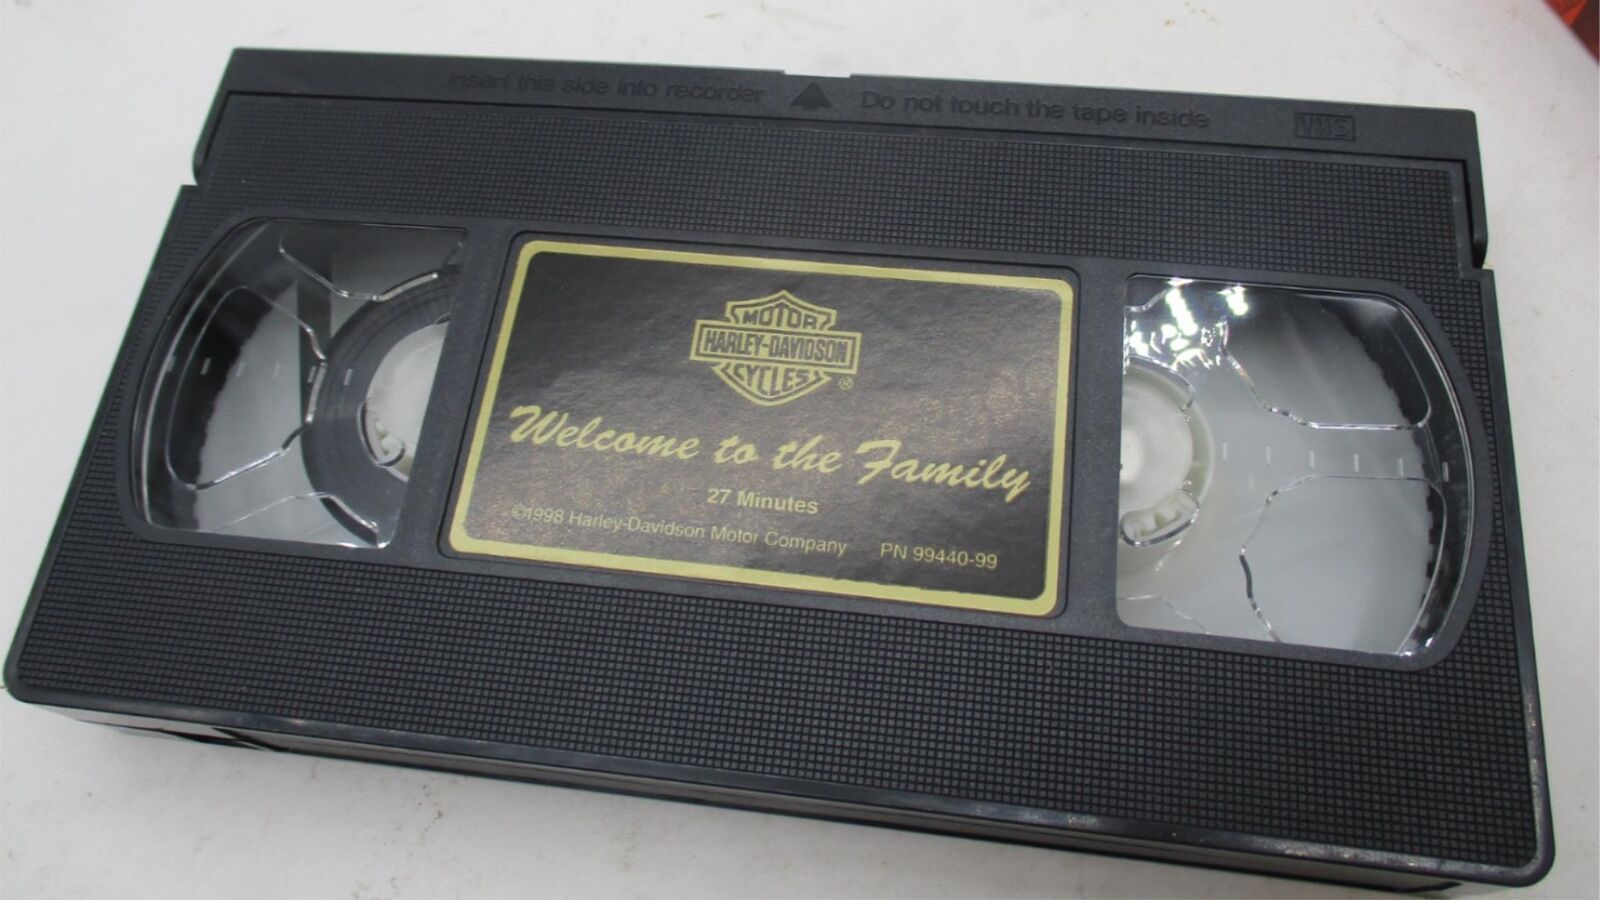 Insert this side into recorder Do not touch the tape inside VHS
MOTOR
HARLEY-DAVIDSON
CYCLES ®
Welcome to the Family
27 Minutes
©1998 Harley-Davidson Motor Company PN 99440-99